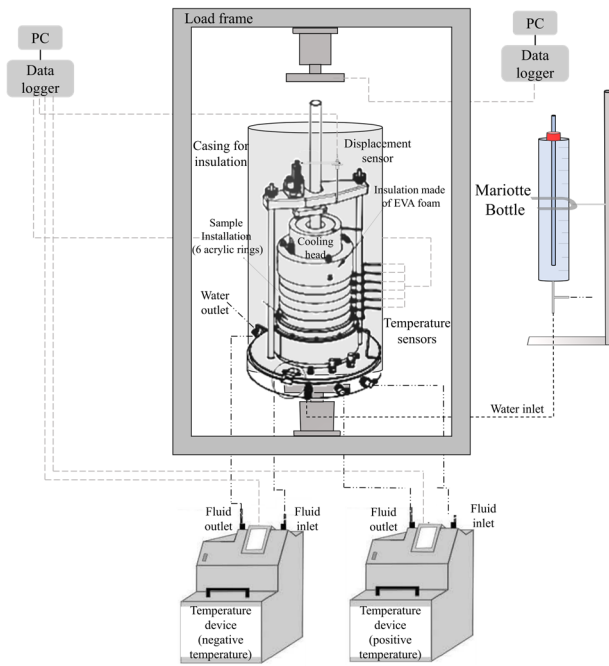 Load frame
PC
Data
logger
PC
Data
logger
Casing for
insulation
Displacement
sensor
Insulation made
of EVA foam
Mariotte
Bottle
Sample
Installation
(6 acrylic rings)
Cooling
head
Water
outlet
Temperature
sensors
Water inlet
Fluid
outlet
Fluid
inlet
Fluid
outlet
Fluid
inlet
Temperature
device
(negative
temperature)
Temperature
device
(positive
temperature)